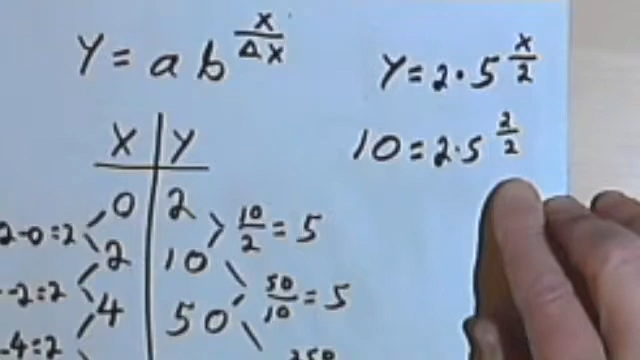 Y = a b^(x/Δx)
Y = 2 · 5^(x/2)
10 = 2 · 5^(2/2)
X | Y
0 | 2
2 - 0 = 2
10/2 = 5
2 | 10
- 2 = 2
50/10 = 5
4 | 50
- 4 = 2
250